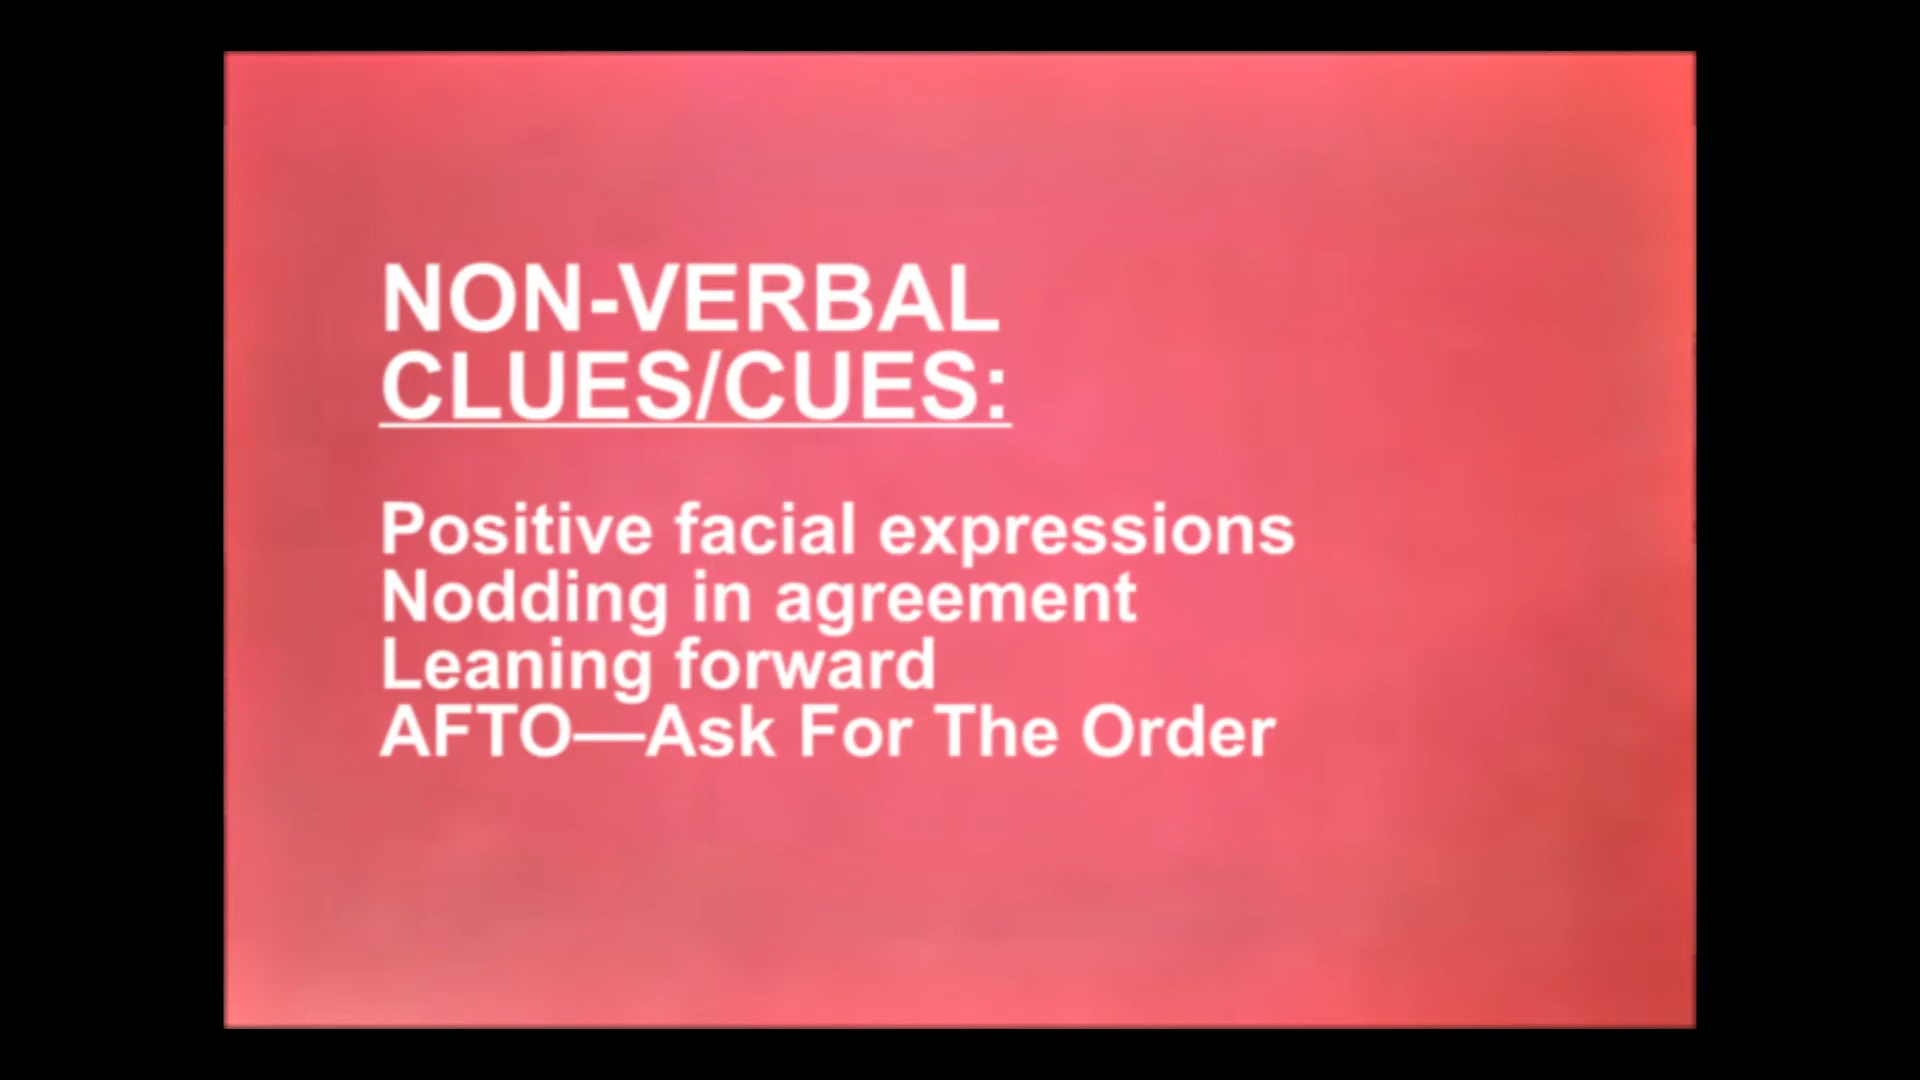 NON-VERBAL
CLUES/CUES:
Positive facial expressions
Nodding in agreement
Leaning forward
AFTO—Ask For The Order